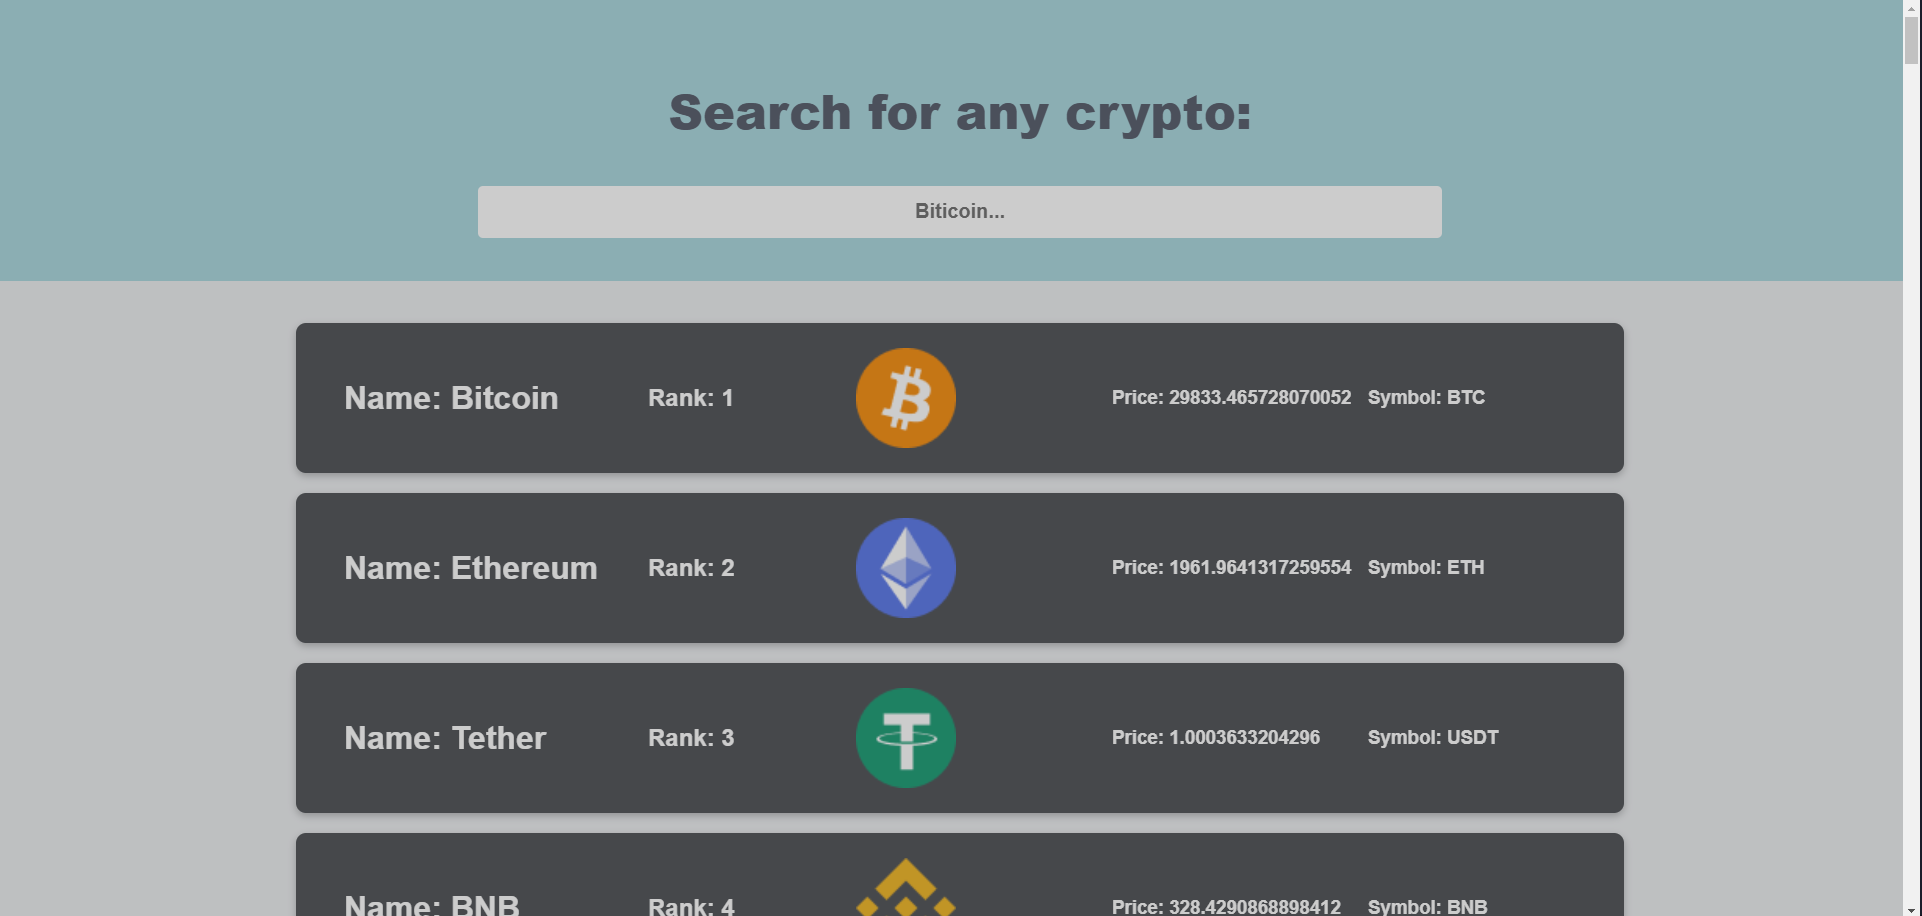 Search for any crypto:
Biticoin...
Name: Bitcoin Rank: 1 Price: 29833.465728070052 Symbol: BTC
Name: Ethereum Rank: 2 Price: 1961.9641317259554 Symbol: ETH
Name: Tether Rank: 3 Price: 1.0003633204296 Symbol: USDT
Name: BNB Rank: 4 Price: 328.4290868898412 Symbol: BNB